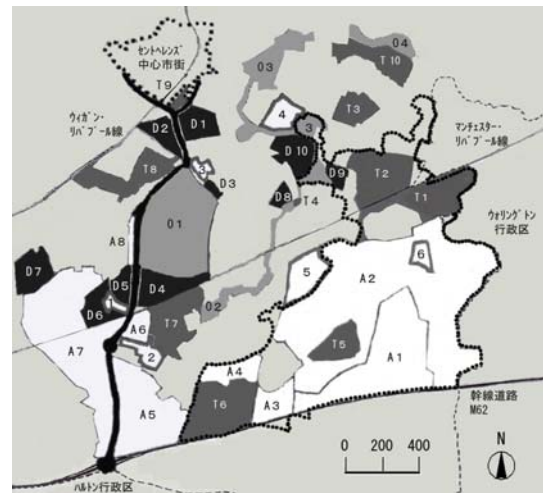 セントヘレンズ
中心市街
T9
O3
O4
T10
ウィガン・
リバプール線
D2
D1
4
3
T3
マンチェスター・
リバプール線
D10
T8
3
D3
D9
T2
D8
T4
T1
ウォリングトン
行政区
A8
O1
5
A2
6
D7
D5
D4
1
D6
O2
A6
T7
A7
2
T5
A4
A1
A5
T6
A3
幹線道路
M62
0 200 400
N
ハルトン行政区